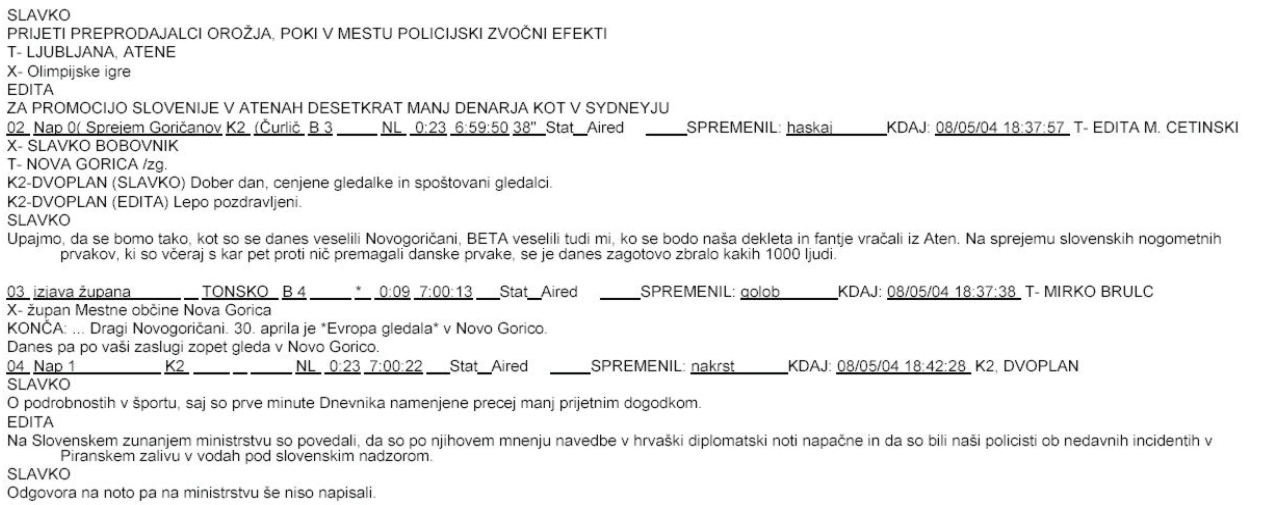 SLAVKO
PRIJETI PREPRODAJALCI OROŽJA, POKI V MESTU POLICIJSKI ZVOČNI EFEKTI
T- LJUBLJANA, ATENE
X- Olimpijske igre
EDITA
ZA PROMOCIJO SLOVENIJE V ATENAH DESETKRAT MANJ DENARJA KOT V SYDNEYJU
02 Nap 0( Sprejem Goričanov K2 (Čurlič B 3 NL 0:23 6:59:50 38" Stat Aired SPREMENIL: haskaj KDAJ: 08/05/04 18:37:57 T- EDITA M. CETINSKI
X- SLAVKO BOBOVNIK
T- NOVA GORICA /zg.
K2-DVOPLAN (SLAVKO) Dober dan, cenjene gledalke in spoštovani gledalci.
K2-DVOPLAN (EDITA) Lepo pozdravljeni.
SLAVKO
Upajmo, da se bomo tako, kot so se danes veselili Novogoričani, BETA veselili tudi mi, ko se bodo naša dekleta in fantje vračali iz Aten. Na sprejemu slovenskih nogometnih
prvakov, ki so včeraj s kar pet proti nič premagali danske prvake, se je danes zagotovo zbralo kakih 1000 ljudi.
03 izjava župana TONSKO B 4 * 0:09 7:00:13 Stat Aired SPREMENIL: golob KDAJ: 08/05/04 18:37:38 T- MIRKO BRULC
X- župan Mestne občine Nova Gorica
KONČA: ... Dragi Novogoričani. 30. aprila je *Evropa gledala* v Novo Gorico.
Danes pa po vaši zaslugi zopet gleda v Novo Gorico.
04 Nap 1 K2 NL 0:23 7:00:22 Stat Aired SPREMENIL: nakrst KDAJ: 08/05/04 18:42:28 K2, DVOPLAN
SLAVKO
O podrobnostih v športu, saj so prve minute Dnevnika namenjene precej manj prijetnim dogodkom.
EDITA
Na Slovenskem zunanjem ministrstvu so povedali, da so po njihovem mnenju navedbe v hrvaški diplomatski noti napačne in da so bili naši policisti ob nedavnih incidentih v
Piranskem zalivu v vodah pod slovenskim nadzorom.
SLAVKO
Odgovora na noto pa na ministrstvu še niso napisali.